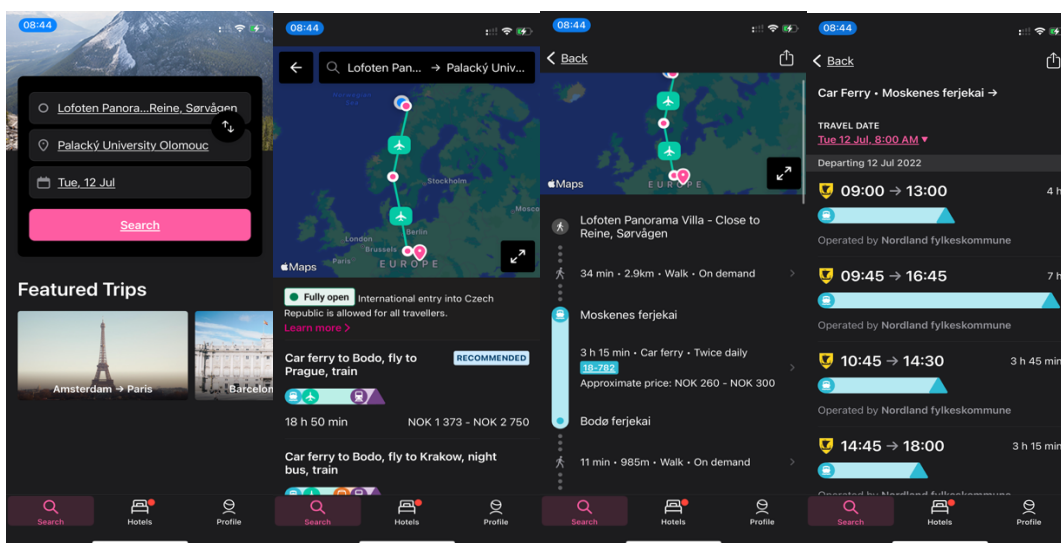 08:44
Lofoten Panora...Reine, Sørvågen
Palacký University Olomouc
Tue, 12 Jul
Search
Featured Trips
Amsterdam → Paris
Barcelon
Search
Hotels
Profile
08:44
Lofoten Pan... → Palacký Univ...
Norwegian
Sea
Stockholm
Mosco
London
Berlin
Brussels
Paris
EUROPE
Maps
Fully open International entry into Czech
Republic is allowed for all travellers.
Learn more >
Car ferry to Bodo, fly to
Prague, train
RECOMMENDED
18 h 50 min
NOK 1 373 - NOK 2 750
Car ferry to Bodo, fly to Krakow, night
bus, train
Search
Hotels
Profile
08:44
Back
Maps
EUROPE
Lofoten Panorama Villa - Close to
Reine, Sørvågen
34 min • 2.9km • Walk • On demand
Moskenes ferjekai
3 h 15 min • Car ferry • Twice daily
18-782
Approximate price: NOK 260 - NOK 300
Bodø ferjekai
11 min • 985m • Walk • On demand
Search
Hotels
Profile
08:44
Back
Car Ferry • Moskenes ferjekai →
TRAVEL DATE
Tue 12 Jul, 8:00 AM ▼
Departing 12 Jul 2022
09:00 → 13:00
4 h
Operated by Nordland fylkeskommune
09:45 → 16:45
7 h
Operated by Nordland fylkeskommune
10:45 → 14:30
3 h 45 min
Operated by Nordland fylkeskommune
14:45 → 18:00
3 h 15 min
Operated by Nordland fylkeskommune
Search
Hotels
Profile